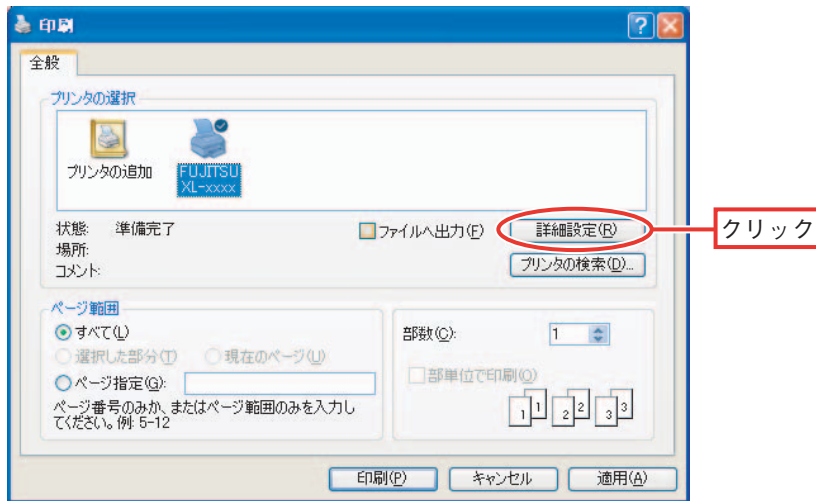 印刷
全般
プリンタの選択
プリンタの追加
FUJITSU
XL-xxxx
状態: 準備完了
場所:
コメント:
ファイルへ出力(F)
詳細設定(R)
クリック
プリンタの検索(D)...
ページ範囲
すべて(L)
選択した部分(T) 現在のページ(U)
ページ指定(G):
ページ番号のみか、またはページ範囲のみを入力し
てください。例: 5-12
部数(C): 1
部単位で印刷(O)
1 1 2 2 3 3
印刷(P) キャンセル 適用(A)